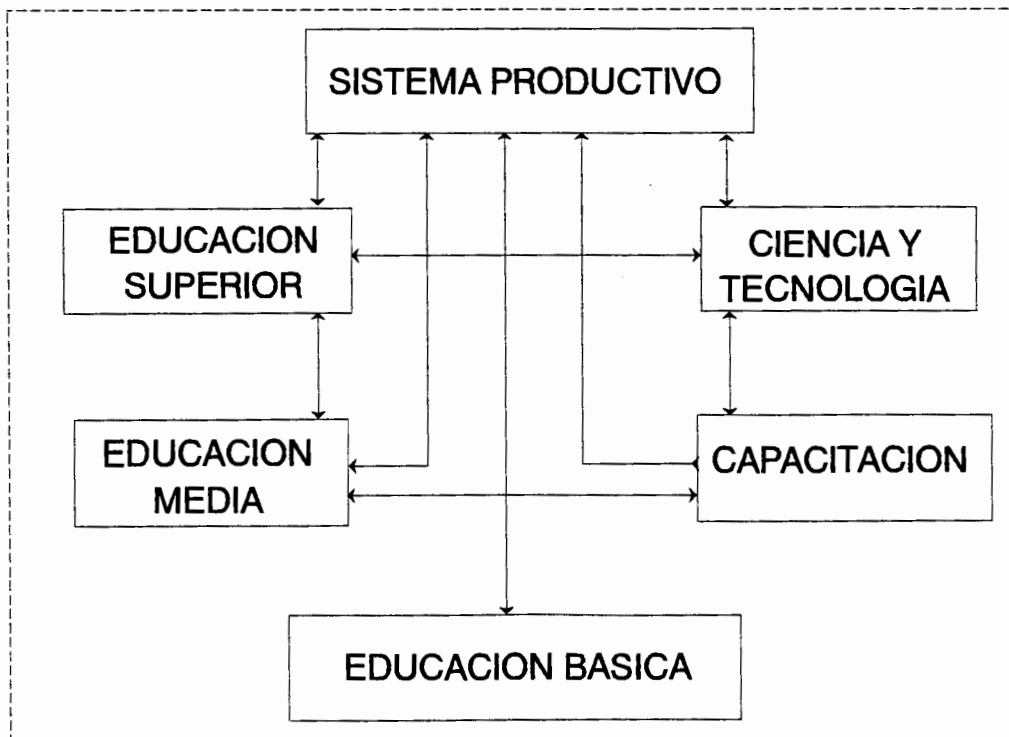 SISTEMA PRODUCTIVO
EDUCACION
SUPERIOR
CIENCIA Y
TECNOLOGIA
EDUCACION
MEDIA
CAPACITACION
EDUCACION BASICA